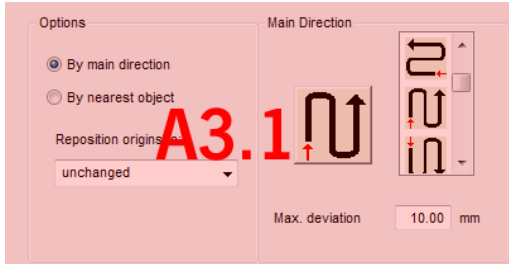 Options
Main Direction
By main direction
By nearest object
A3.1
Reposition origins to:
unchanged
Max. deviation 10.00 mm